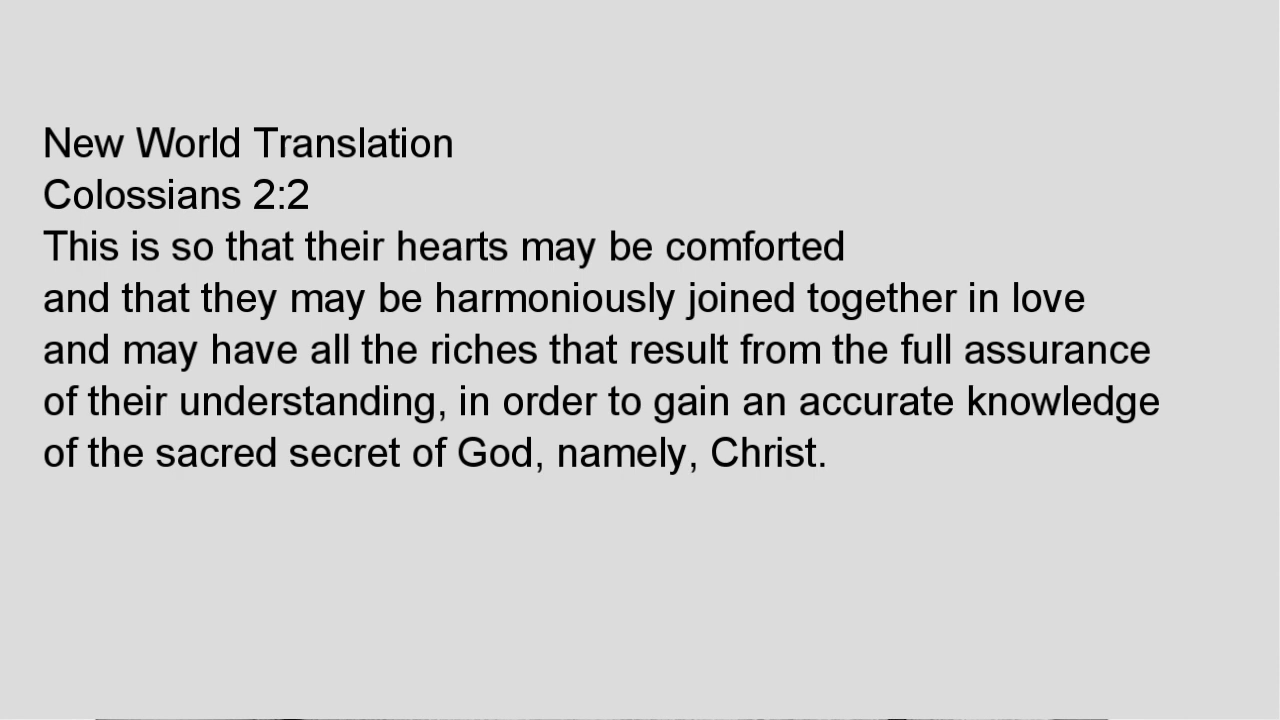 New World Translation
Colossians 2:2
This is so that their hearts may be comforted
and that they may be harmoniously joined together in love
and may have all the riches that result from the full assurance
of their understanding, in order to gain an accurate knowledge
of the sacred secret of God, namely, Christ.